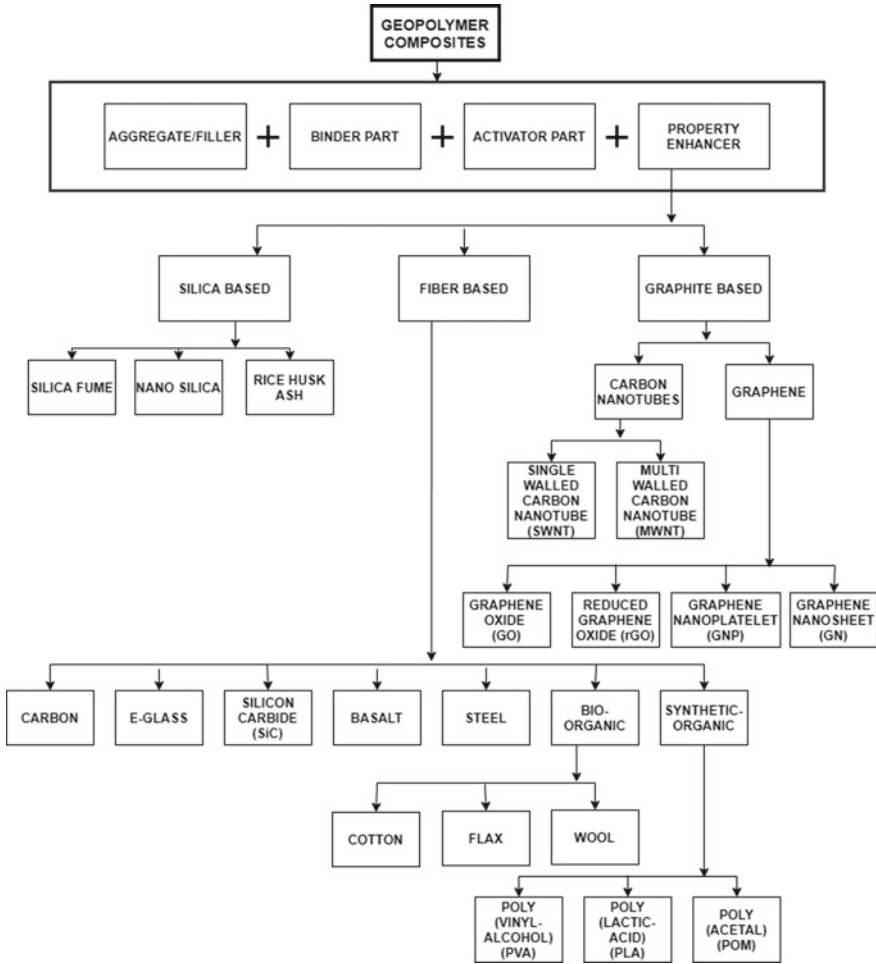 GEOPOLYMER
COMPOSITES
AGGREGATE/FILLER + BINDER PART + ACTIVATOR PART + PROPERTY
ENHANCER
SILICA BASED
FIBER BASED
GRAPHITE BASED
SILICA FUME
NANO SILICA
RICE HUSK
ASH
CARBON
NANOTUBES
GRAPHENE
SINGLE
WALLED
CARBON
NANOTUBE
(SWNT)
MULTI
WALLED
CARBON
NANOTUBE
(MWNT)
GRAPHENE
OXIDE
(GO)
REDUCED
GRAPHENE
OXIDE (rGO)
GRAPHENE
NANOPLATELET
(GNP)
GRAPHENE
NANOSHEET
(GN)
CARBON
E-GLASS
SILICON
CARBIDE
(SiC)
BASALT
STEEL
BIO-
ORGANIC
SYNTHETIC-
ORGANIC
COTTON
FLAX
WOOL
POLY
(VINYL-
ALCOHOL)
(PVA)
POLY
(LACTIC-
ACID)
(PLA)
POLY
(ACETAL)
(POM)